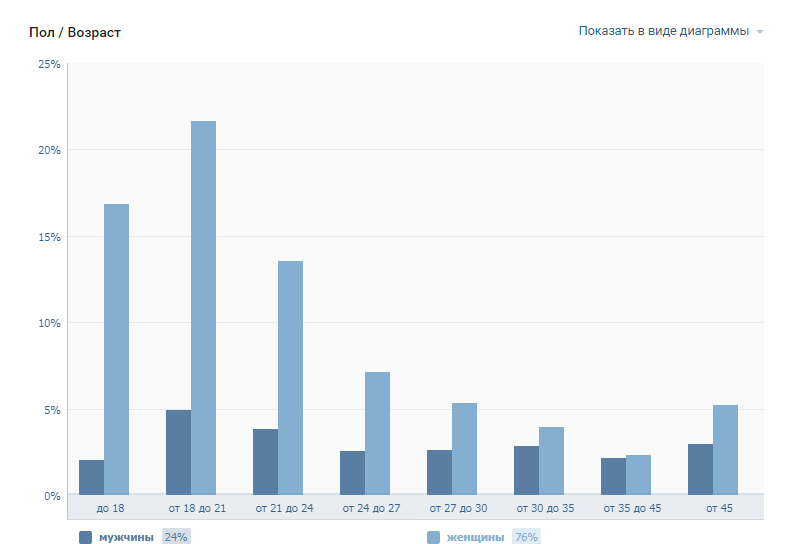 Пол / Возраст
Показать в виде диаграммы
25%
20%
15%
10%
5%
0%
до 18 от 18 до 21 от 21 до 24 от 24 до 27 от 27 до 30 от 30 до 35 от 35 до 45 от 45
мужчины 24% женщины 76%